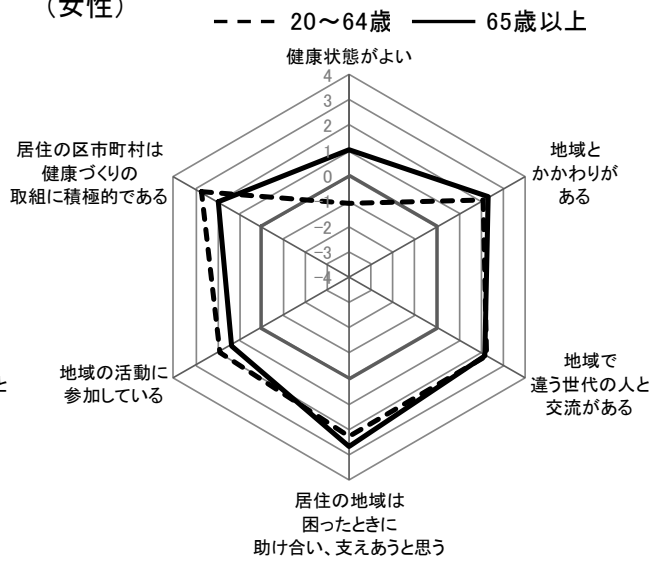 （女性）
20～64歳
65歳以上
健康状態がよい
4
3
2
1
0
-1
-2
-3
-4
地域と
かかわりが
ある
地域で
違う世代の人と
交流がある
居住の地域は
困ったときに
助け合い、支えあうと思う
地域の活動に
参加している
居住の区市町村は
健康づくりの
取組に積極的である
と